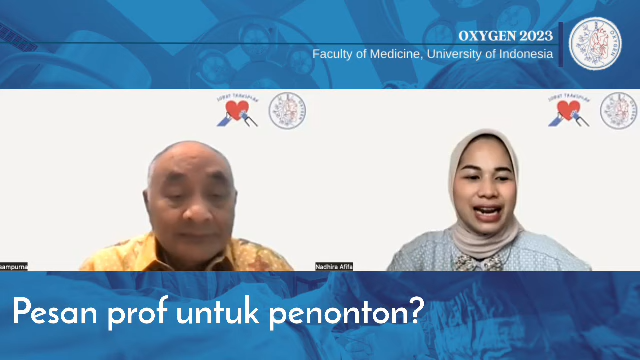 OXYGEN 2023
Faculty of Medicine, University of Indonesia
Nadhira Afifa
Pesan prof untuk penonton?